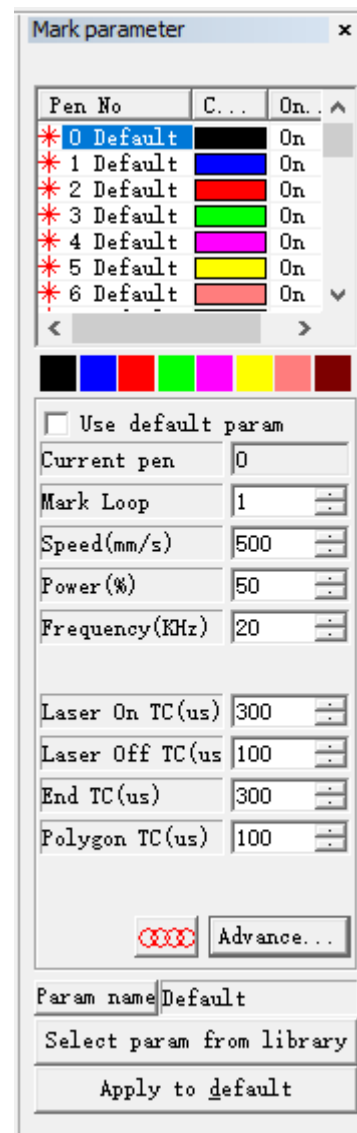 Mark parameter x
Pen No C... On..
0 Default On
1 Default On
2 Default On
3 Default On
4 Default On
5 Default On
6 Default On
Use default param
Current pen 0
Mark Loop 1
Speed(mm/s) 500
Power(%) 50
Frequency(KHz) 20
Laser On TC(us) 300
Laser Off TC(us 100
End TC(us) 300
Polygon TC(us) 100
Advance...
Param name Default
Select param from library
Apply to default